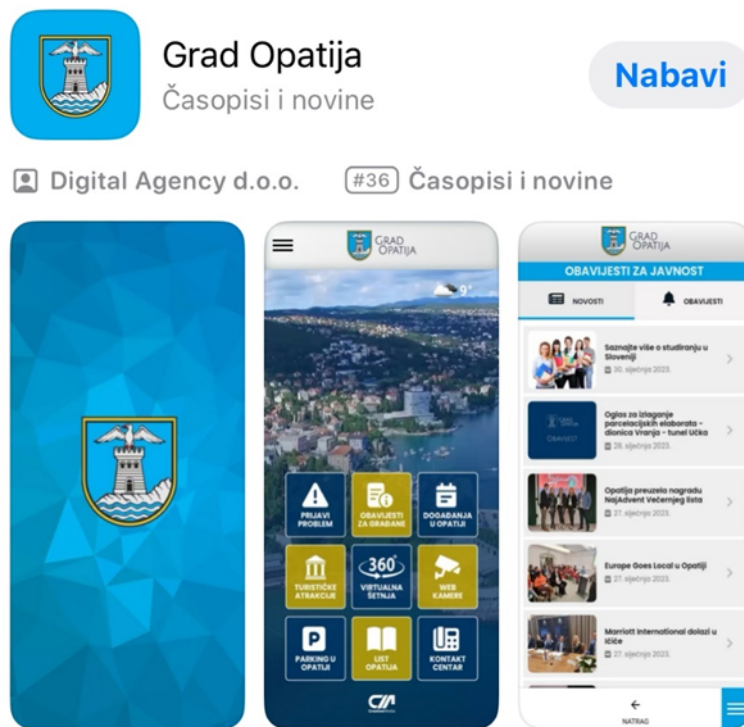 Grad Opatija
Časopisi i novine
Nabavi
Digital Agency d.o.o.
#36 Časopisi i novine
GRAD
OPATIJA
9°
PRIJAVI
PROBLEM
OBAVIJESTI
ZA GRAĐANE
DOGAĐANJA
U OPATIJI
TURISTIČKE
ATRAKCIJE
360°
VIRTUALNA
ŠETNJA
WEB
KAMERE
P
PARKING U
OPATIJI
LIST
OPATIJA
KONTAKT
CENTAR
GRAD
OPATIJA
OBAVIJESTI ZA JAVNOST
NOVOSTI
OBAVIJESTI
Saznajte više o studiranju u
Sloveniji
30. siječnja 2023.
GRAD
OPATIJA
OBAVIJEST
Oglas za izlaganje
parcelacijskih elaborata -
dionica Vranja - tunel Učka
28. siječnja 2023.
Opatija preuzela nagradu
NajAdvent Večernjeg lista
27. siječnja 2023.
Europe Goes Local u Opatiji
27. siječnja 2023.
Marriott International dolazi u
Ičiće
27. siječnja 2023.
NATRAG